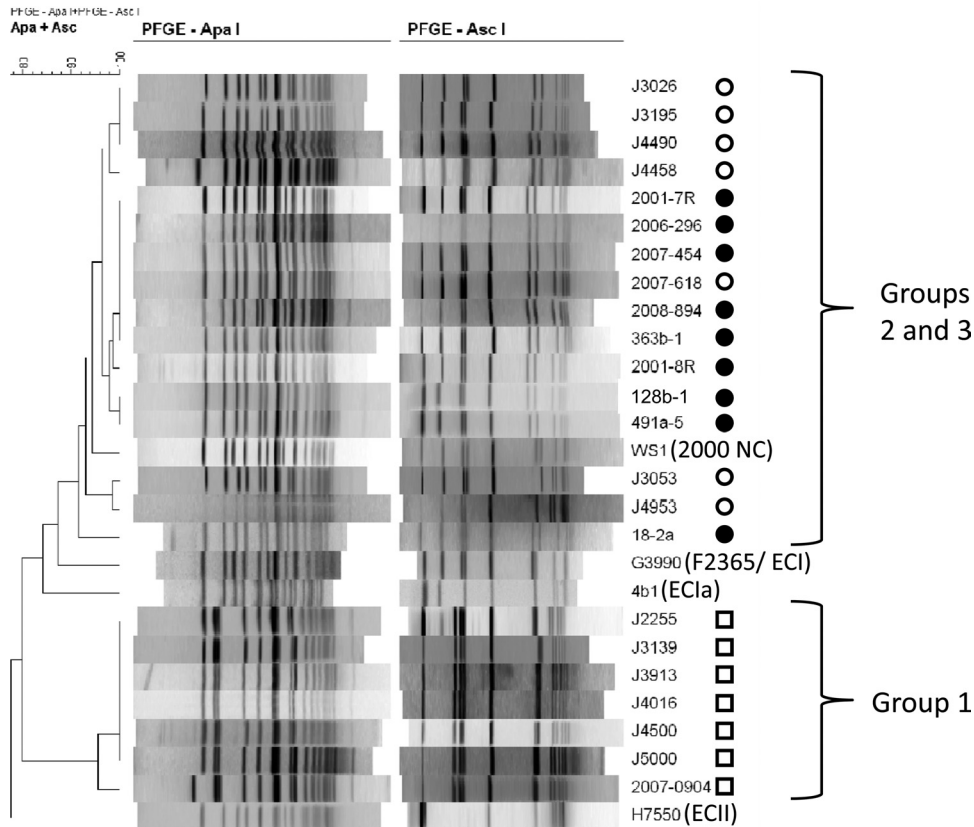 PFGE - Apa I+PFGE - Asc I
Apa + Asc
PFGE - Apa I
PFGE - Asc I
80
90
100
J3026
J3195
J4490
J4458
2001-7R
2006-296
2007-454
2007-618
2008-894
363b-1
2001-8R
128b-1
491a-5
WS1 (2000 NC)
J3053
J4953
18-2a
G3990 (F2365/ ECI)
4b1 (ECIa)
J2255
J3139
J3913
J4016
J4500
J5000
2007-0904
H7550 (ECII)
Groups
2 and 3
Group 1